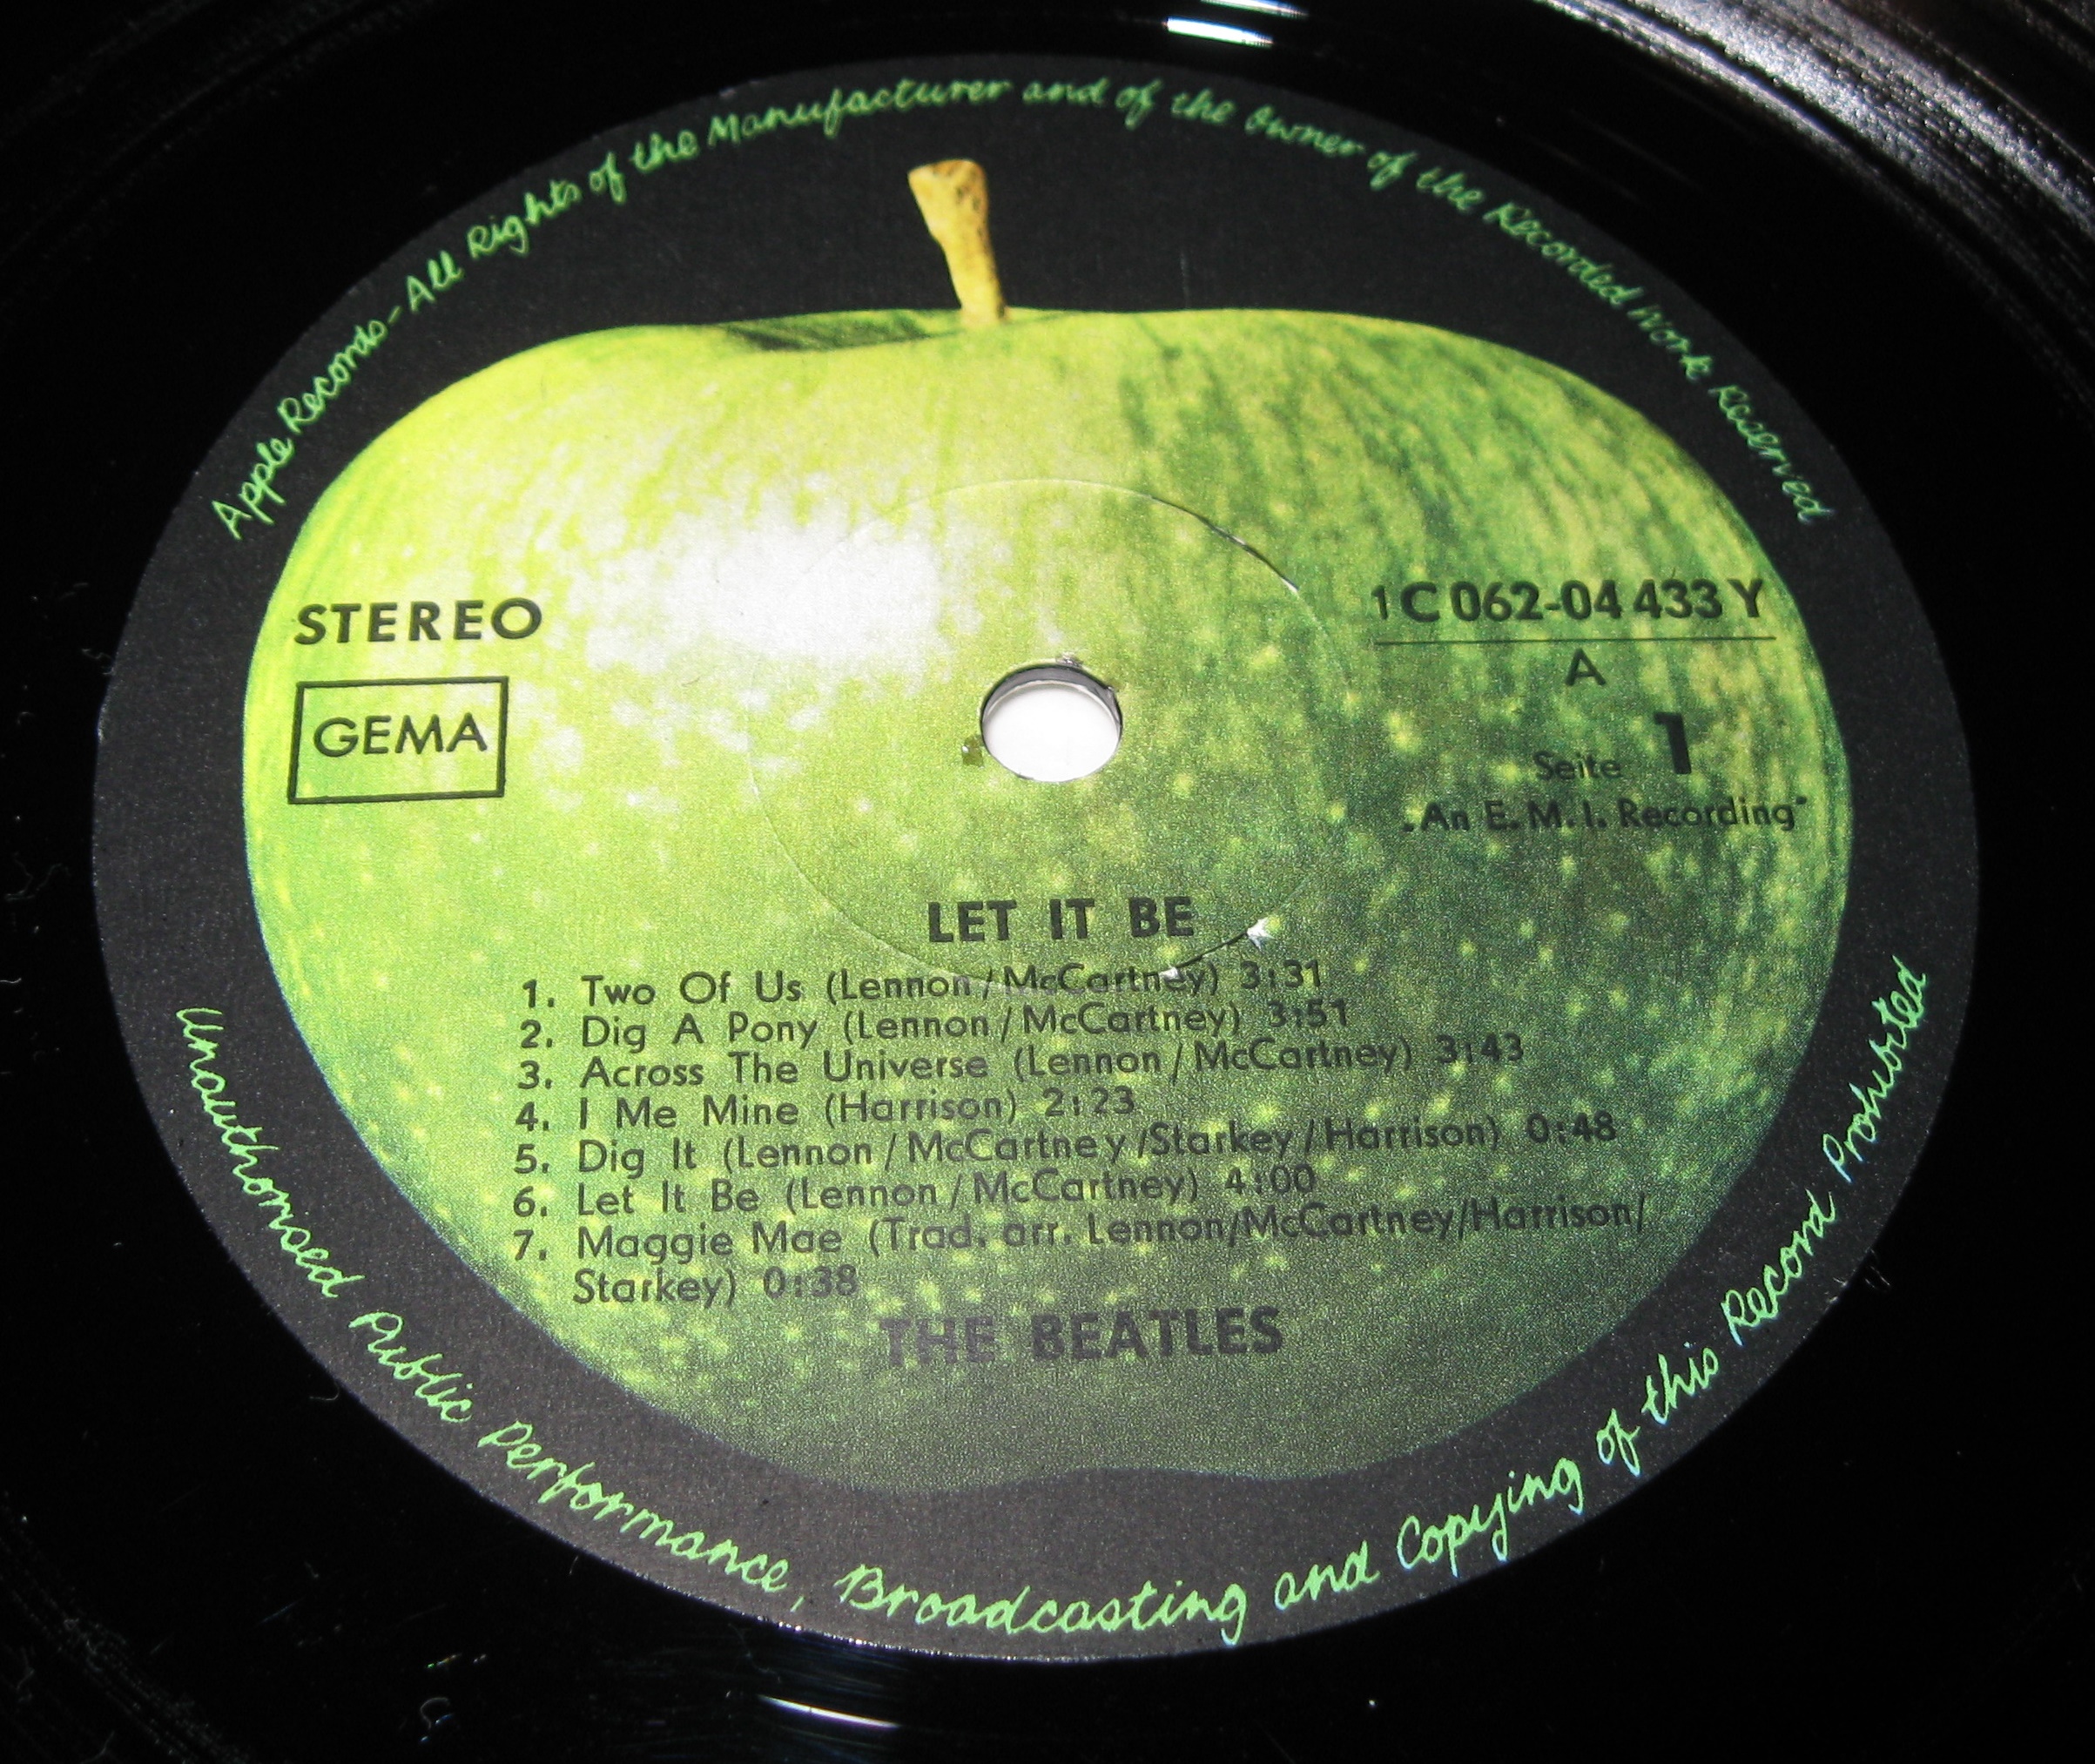 Apple Records - All Rights of the Manufacturer and of the Owner of the Recorded Work Reserved
STEREO
GEMA
1C 062-04 433 Y
A
Seite 1
„An E. M. I. Recording"
LET IT BE
1. Two Of Us (Lennon/McCartney) 3:31
2. Dig A Pony (Lennon/McCartney) 3:51
3. Across The Universe (Lennon/McCartney) 3:43
4. I Me Mine (Harrison) 2:23
5. Dig It (Lennon/McCartney/Starkey/Harrison) 0:48
6. Let It Be (Lennon/McCartney) 4:00
7. Maggie Mae (Trad. arr. Lennon/McCartney/Harrison/
Starkey) 0:38
THE BEATLES
Unauthorised Public Performance, Broadcasting and Copying of this Record Prohibited